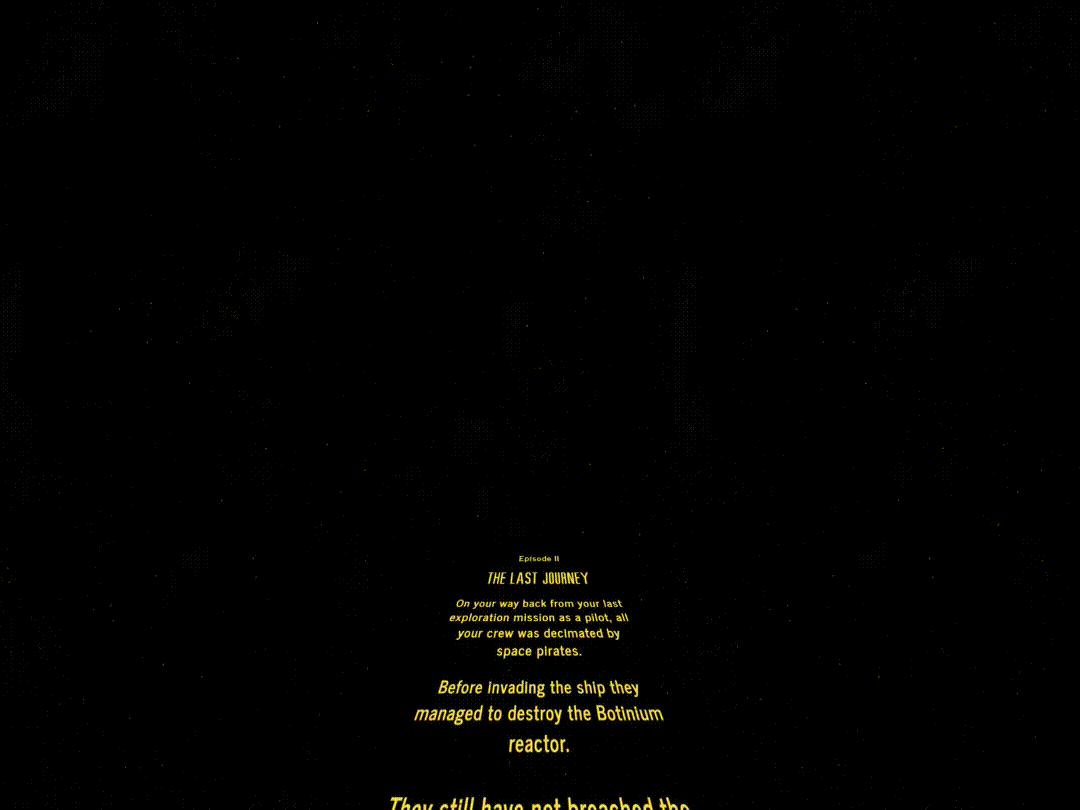 Episode II
THE LAST JOURNEY
On your way back from your last
exploration mission as a pilot, all
your crew was decimated by
space pirates.
Before invading the ship they
managed to destroy the Botinium
reactor.
They still have not breached the